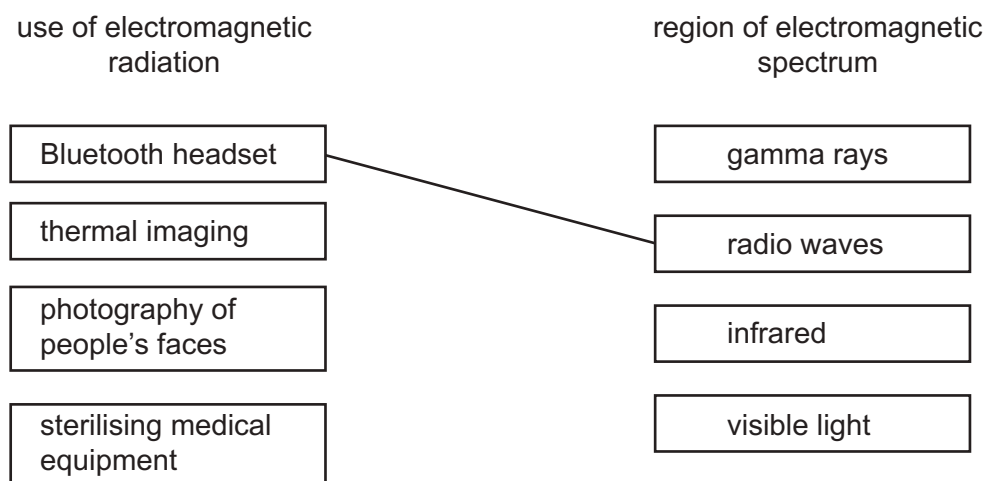 use of electromagnetic
radiation
region of electromagnetic
spectrum
Bluetooth headset
thermal imaging
photography of
people’s faces
sterilising medical
equipment
gamma rays
radio waves
infrared
visible light